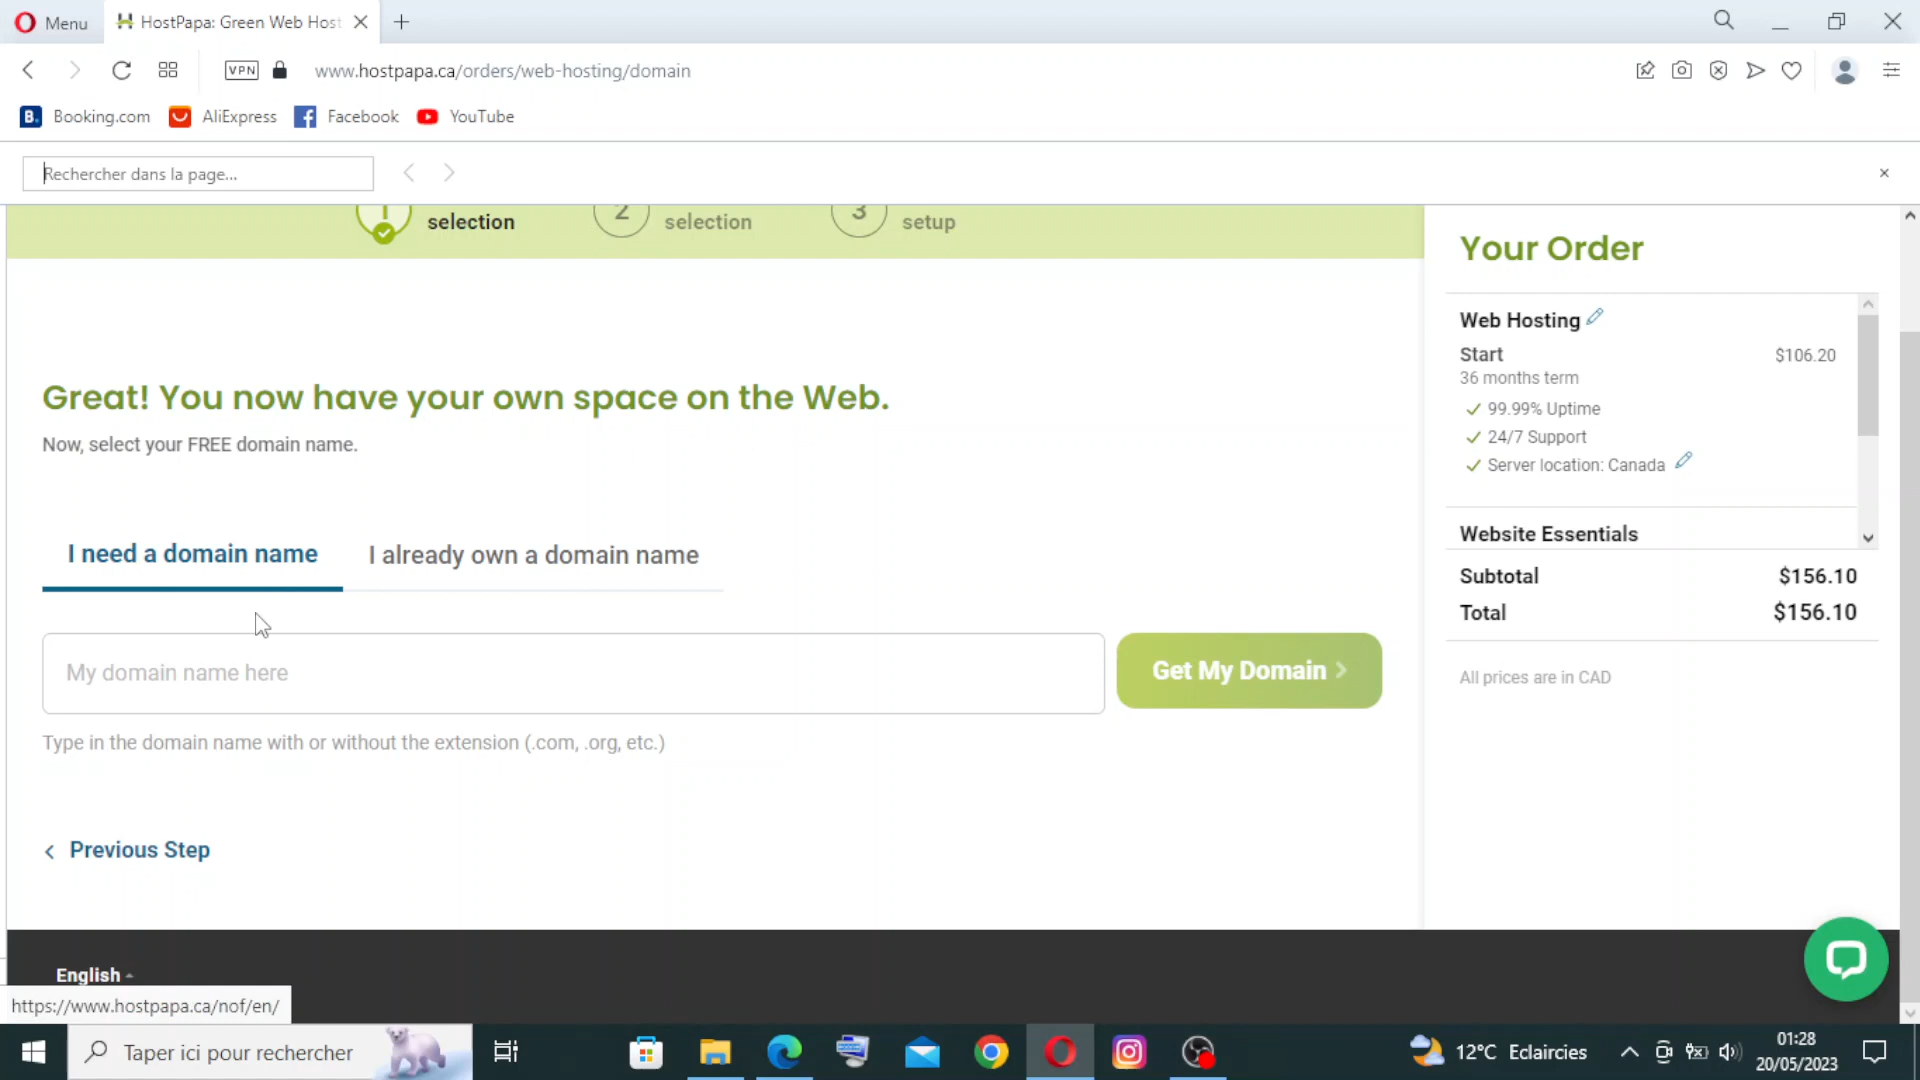 Menu
HostPapa: Green Web Host
VPN
www.hostpapa.ca/orders/web-hosting/domain
B. Booking.com
AliExpress
Facebook
YouTube
Rechercher dans la page...
1 selection
2 selection
3 setup
Great! You now have your own space on the Web.
Now, select your FREE domain name.
I need a domain name
I already own a domain name
My domain name here
Get My Domain
Type in the domain name with or without the extension (.com, .org, etc.)
Previous Step
Your Order
Web Hosting
Start $106.20
36 months term
99.99% Uptime
24/7 Support
Server location: Canada
Website Essentials
Subtotal $156.10
Total $156.10
All prices are in CAD
English
https://www.hostpapa.ca/nof/en/
Taper ici pour rechercher
12°C Eclaircies
01:28
20/05/2023